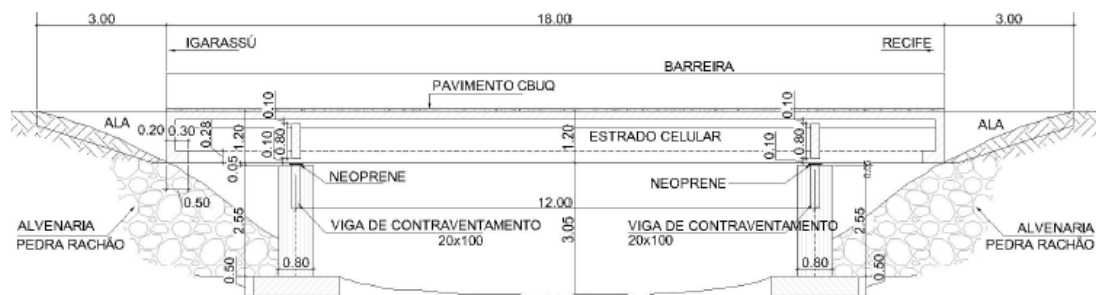 3.00
18.00
3.00
IGARASSÚ
RECIFE
BARREIRA
PAVIMENTO CBUQ
0.10
0.10
ALA
0.20 0.30
0.28
1.20
0.10
0.80
1.20
ESTRADO CELULAR
0.10
0.80
ALA
0.05
NEOPRENE
NEOPRENE
0.50
12.00
ALVENARIA
PEDRA RACHÃO
2.55
VIGA DE CONTRAVENTAMENTO
20x100
3.05
VIGA DE CONTRAVENTAMENTO
20x100
2.55
ALVENARIA
PEDRA RACHÃO
0.50
0.80
0.80
0.50